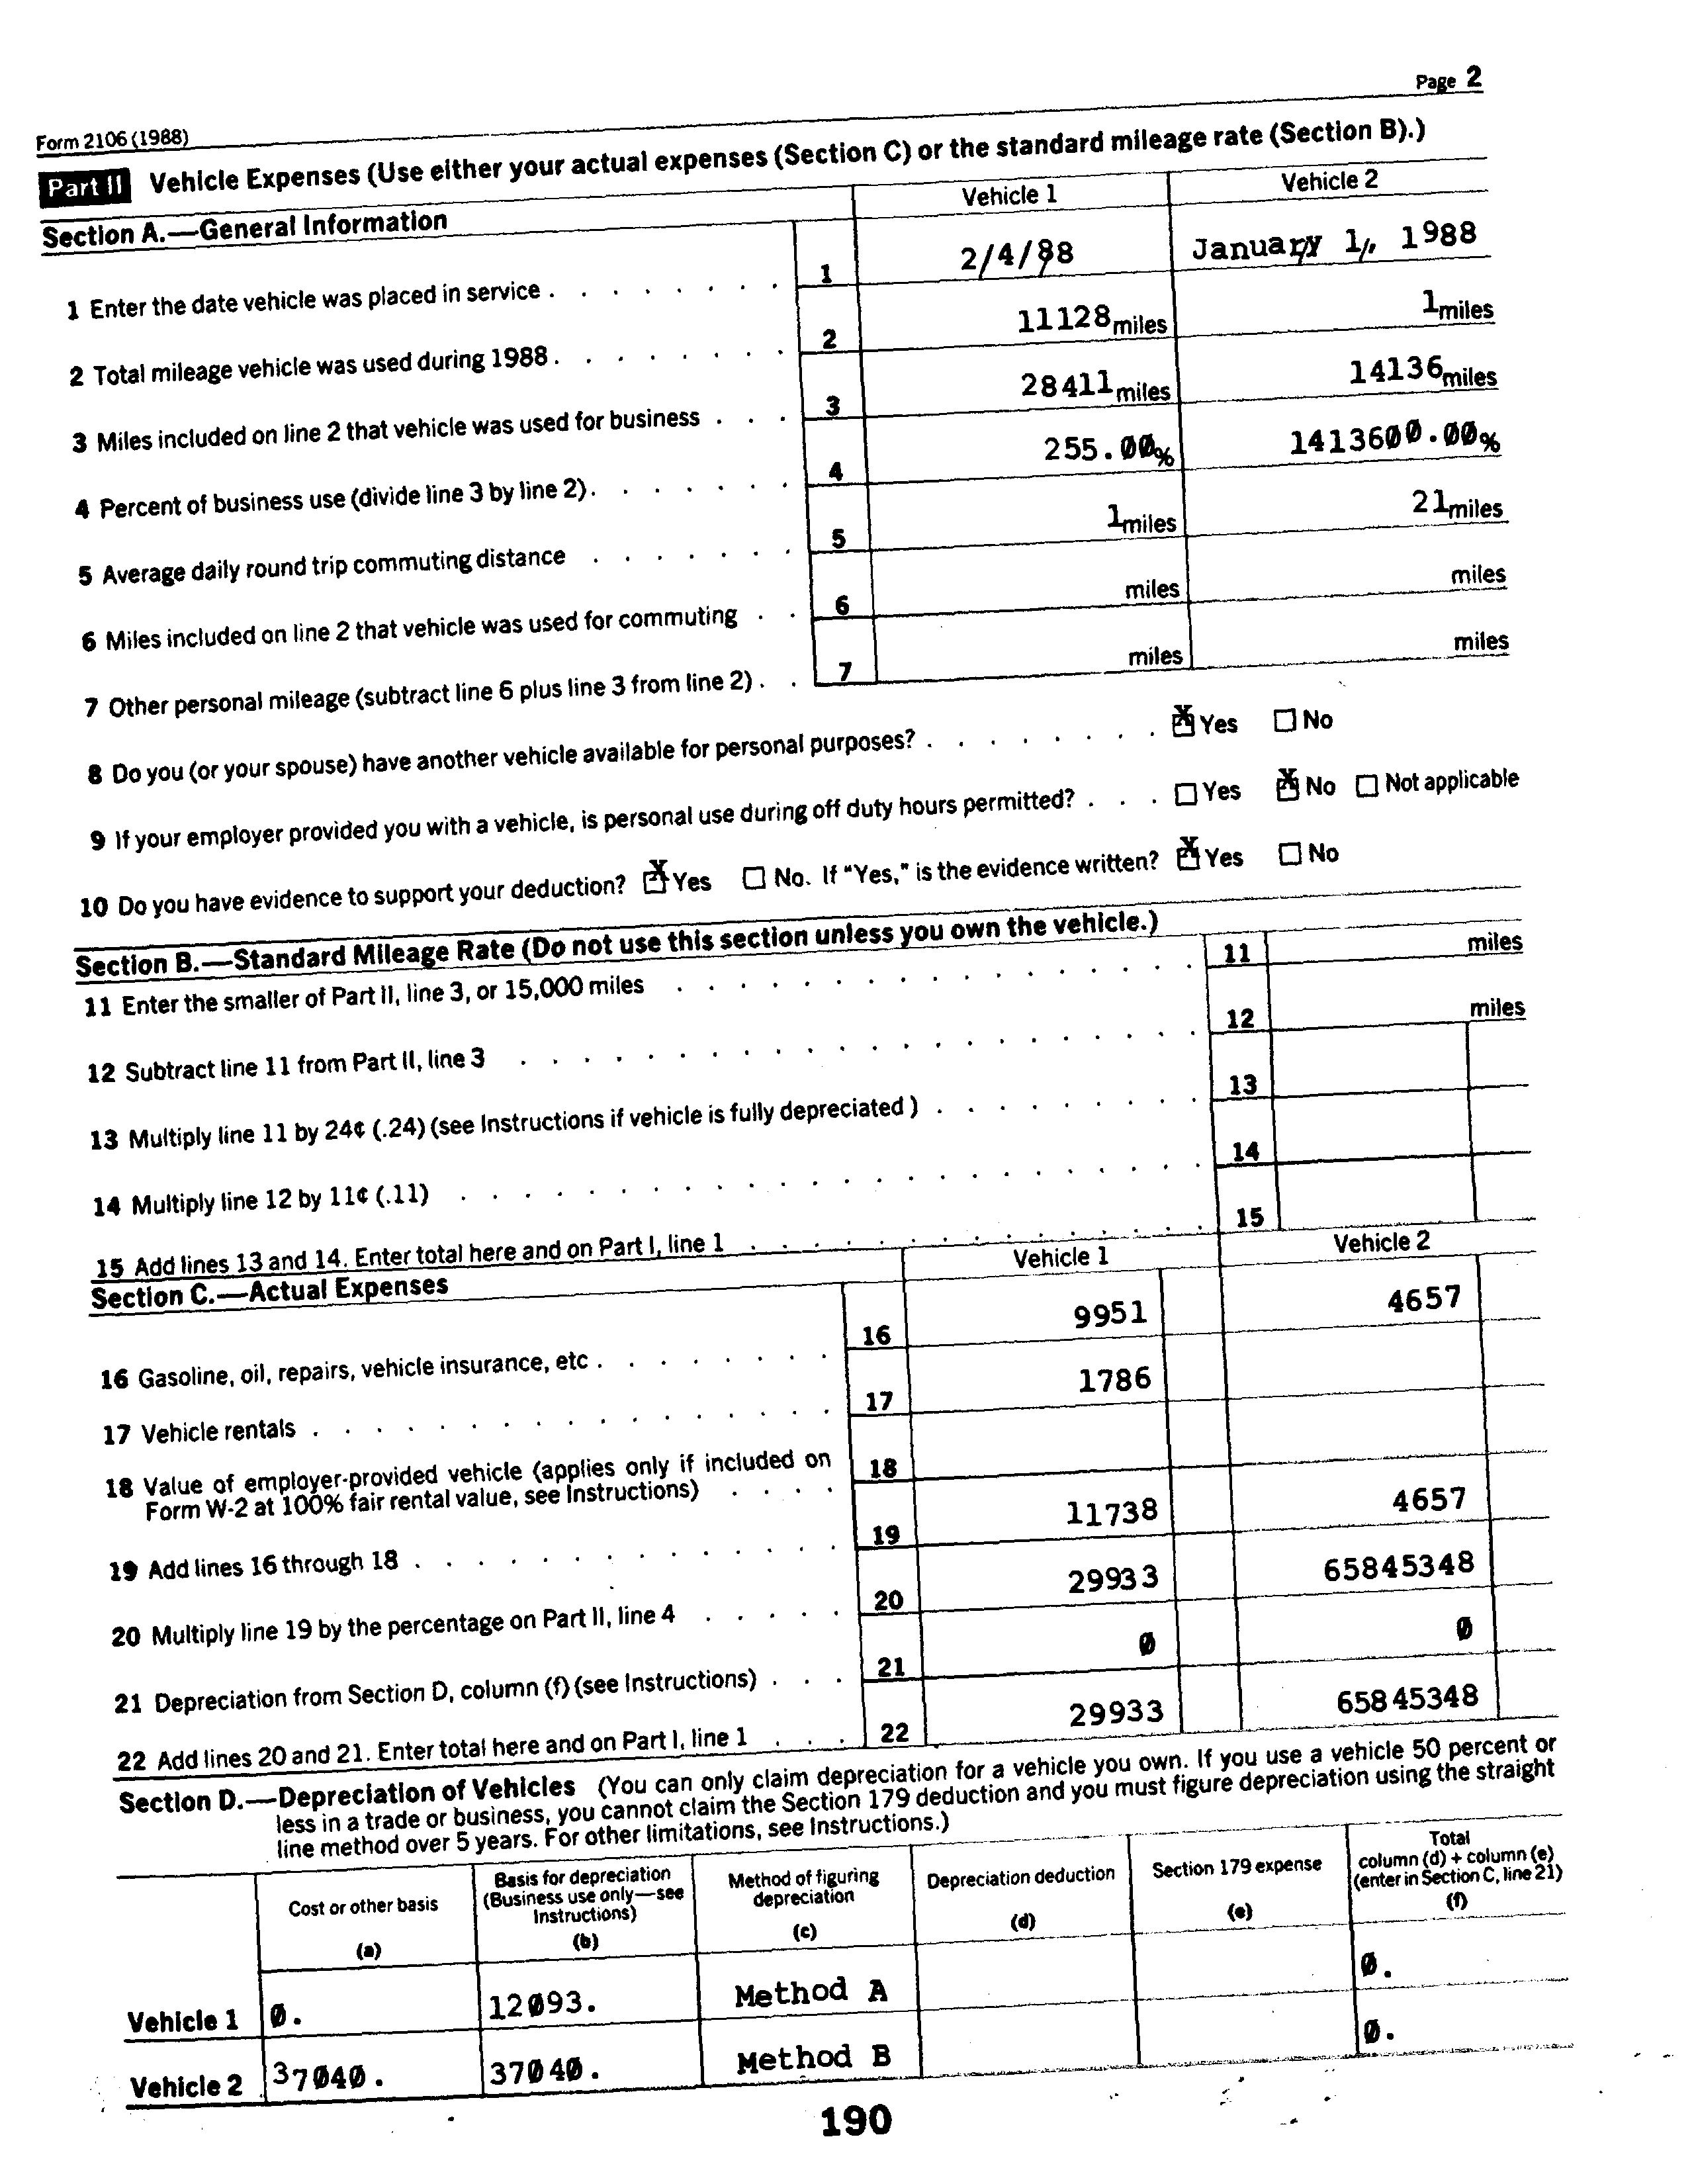 Page 2
Form 2106 (1988)
Part II Vehicle Expenses (Use either your actual expenses (Section C) or the standard mileage rate (Section B).)
Section A.—General Information Vehicle 1 Vehicle 2
1 Enter the date vehicle was placed in service . . . . . . . . 1 2/4/88 January 1, 1988
2 Total mileage vehicle was used during 1988 . . . . . . . . 2 11128 miles 1 miles
3 Miles included on line 2 that vehicle was used for business . . . 3 28411 miles 14136 miles
4 Percent of business use (divide line 3 by line 2) . . . . . . . 4 255.00% 1413600.00%
5 Average daily round trip commuting distance . . . . . . . 5 1 miles 21 miles
6 Miles included on line 2 that vehicle was used for commuting . . 6 miles miles
7 Other personal mileage (subtract line 6 plus line 3 from line 2) . . 7 miles miles
8 Do you (or your spouse) have another vehicle available for personal purposes? . . . . . . . . X Yes ☐ No
9 If your employer provided you with a vehicle, is personal use during off duty hours permitted? . . . ☐ Yes X No ☐ Not applicable
10 Do you have evidence to support your deduction? X Yes ☐ No. If "Yes," is the evidence written? X Yes ☐ No
Section B.—Standard Mileage Rate (Do not use this section unless you own the vehicle.)
11 Enter the smaller of Part II, line 3, or 15,000 miles . . . . . . . . . . . . . . . . . 11 miles
12 Subtract line 11 from Part II, line 3 . . . . . . . . . . . . . . . . . . . . . . 12 miles
13 Multiply line 11 by 24¢ (.24) (see Instructions if vehicle is fully depreciated ) . . . . . . . . . 13
14 Multiply line 12 by 11¢ (.11) . . . . . . . . . . . . . . . . . . . . . . . . 14
15 Add lines 13 and 14. Enter total here and on Part I, line 1 . . . . . . . . . . . . . . . 15
Section C.—Actual Expenses Vehicle 1 Vehicle 2
16 Gasoline, oil, repairs, vehicle insurance, etc . . . . . . . . 16 9951 4657
17 Vehicle rentals . . . . . . . . . . . . . . . . . 17 1786
18 Value of employer-provided vehicle (applies only if included on
Form W-2 at 100% fair rental value, see Instructions) . . . . 18
19 Add lines 16 through 18 . . . . . . . . . . . . . . 19 11738 4657
20 Multiply line 19 by the percentage on Part II, line 4 . . . . . 20 29933 65845348
21 Depreciation from Section D, column (f) (see Instructions) . . . 21 0 0
22 Add lines 20 and 21. Enter total here and on Part I, line 1 . . . 22 29933 65845348
Section D.—Depreciation of Vehicles (You can only claim depreciation for a vehicle you own. If you use a vehicle 50 percent or
less in a trade or business, you cannot claim the Section 179 deduction and you must figure depreciation using the straight
line method over 5 years. For other limitations, see Instructions.)
Cost or other basis
(a)
Basis for depreciation
(Business use only—see
Instructions)
(b)
Method of figuring
depreciation
(c)
Depreciation deduction
(d)
Section 179 expense
(e)
Total
column (d) + column (e)
(enter in Section C, line 21)
(f)
Vehicle 1 0. 12093. Method A 0.
Vehicle 2 37040. 37040. Method B 0.
190